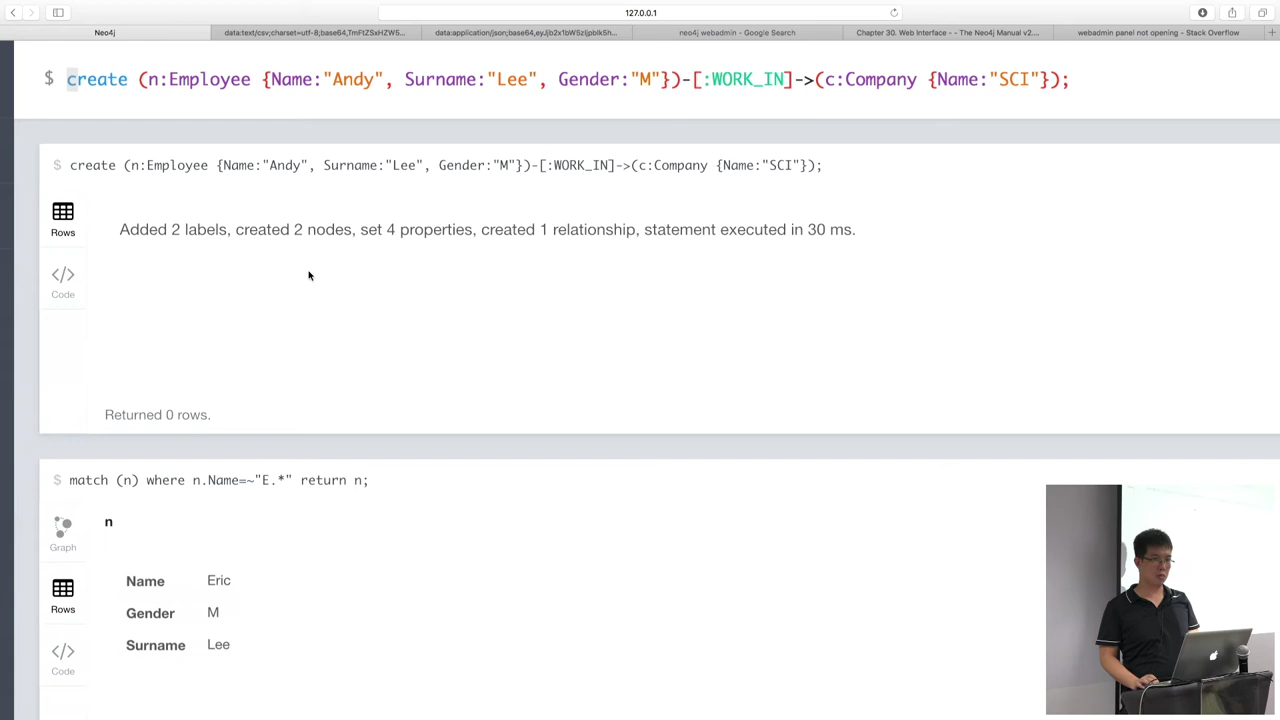 127.0.0.1
Neo4j
data:text/csv;charset=utf-8;base64,TmFtZSxHZW5...
data:application/json;base64,eyJjb2x1bW5zIjpbIk5h...
neo4j webadmin - Google Search
Chapter 30. Web Interface - - The Neo4j Manual v2....
webadmin panel not opening - Stack Overflow
$ create (n:Employee {Name:"Andy", Surname:"Lee", Gender:"M"})-[:WORK_IN]->(c:Company {Name:"SCI"});
$ create (n:Employee {Name:"Andy", Surname:"Lee", Gender:"M"})-[:WORK_IN]->(c:Company {Name:"SCI"});
Rows
Added 2 labels, created 2 nodes, set 4 properties, created 1 relationship, statement executed in 30 ms.
</>
Code
Returned 0 rows.
$ match (n) where n.Name=~"E.*" return n;
Graph
n
Rows
Name Eric
Gender M
Surname Lee
</>
Code